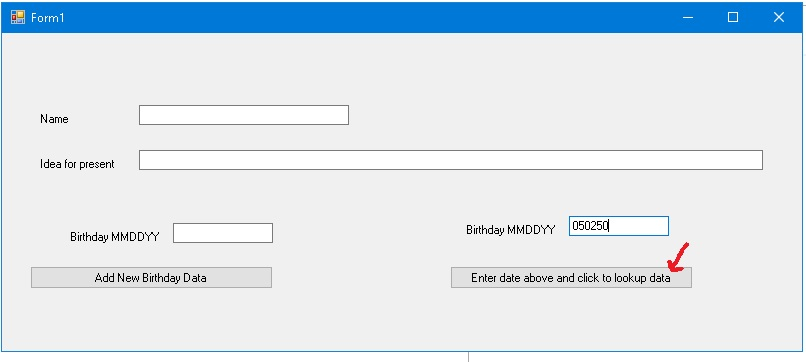 Form1
Name
Idea for present
Birthday MMDDYY
Birthday MMDDYY 050250
Add New Birthday Data
Enter date above and click to lookup data